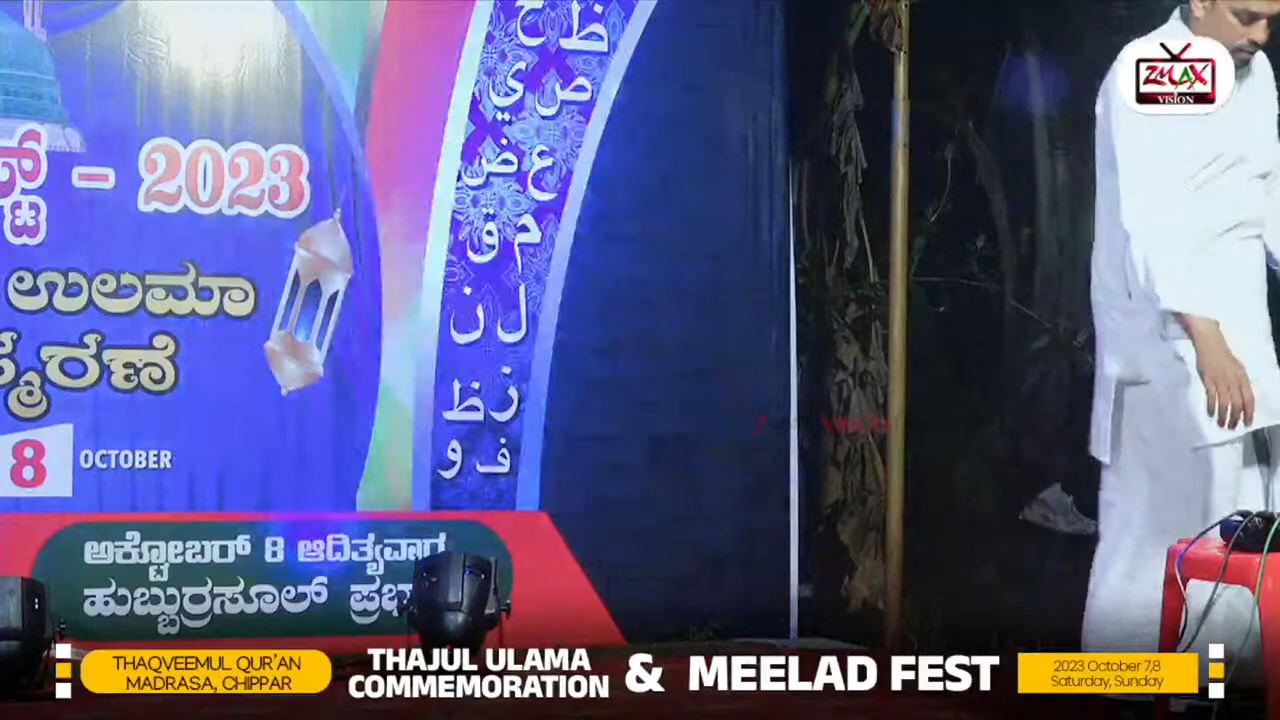 ZMAX
VISION
- 2023
ಉಲಮಾ
8 OCTOBER
ಅಕ್ಟೋಬರ್ 8 ಆದಿತ್ಯವಾರ
ಹುಬ್ಬುರ್ರಸೂಲ್
ظ
ي ص
ض ع
ق م
ن ل
ظ ز
و ف
THAQVEEMUL QUR'AN
MADRASA, CHIPPAR
THAJUL ULAMA
COMMEMORATION
& MEELAD FEST
2023 October 7,8
Saturday, Sunday